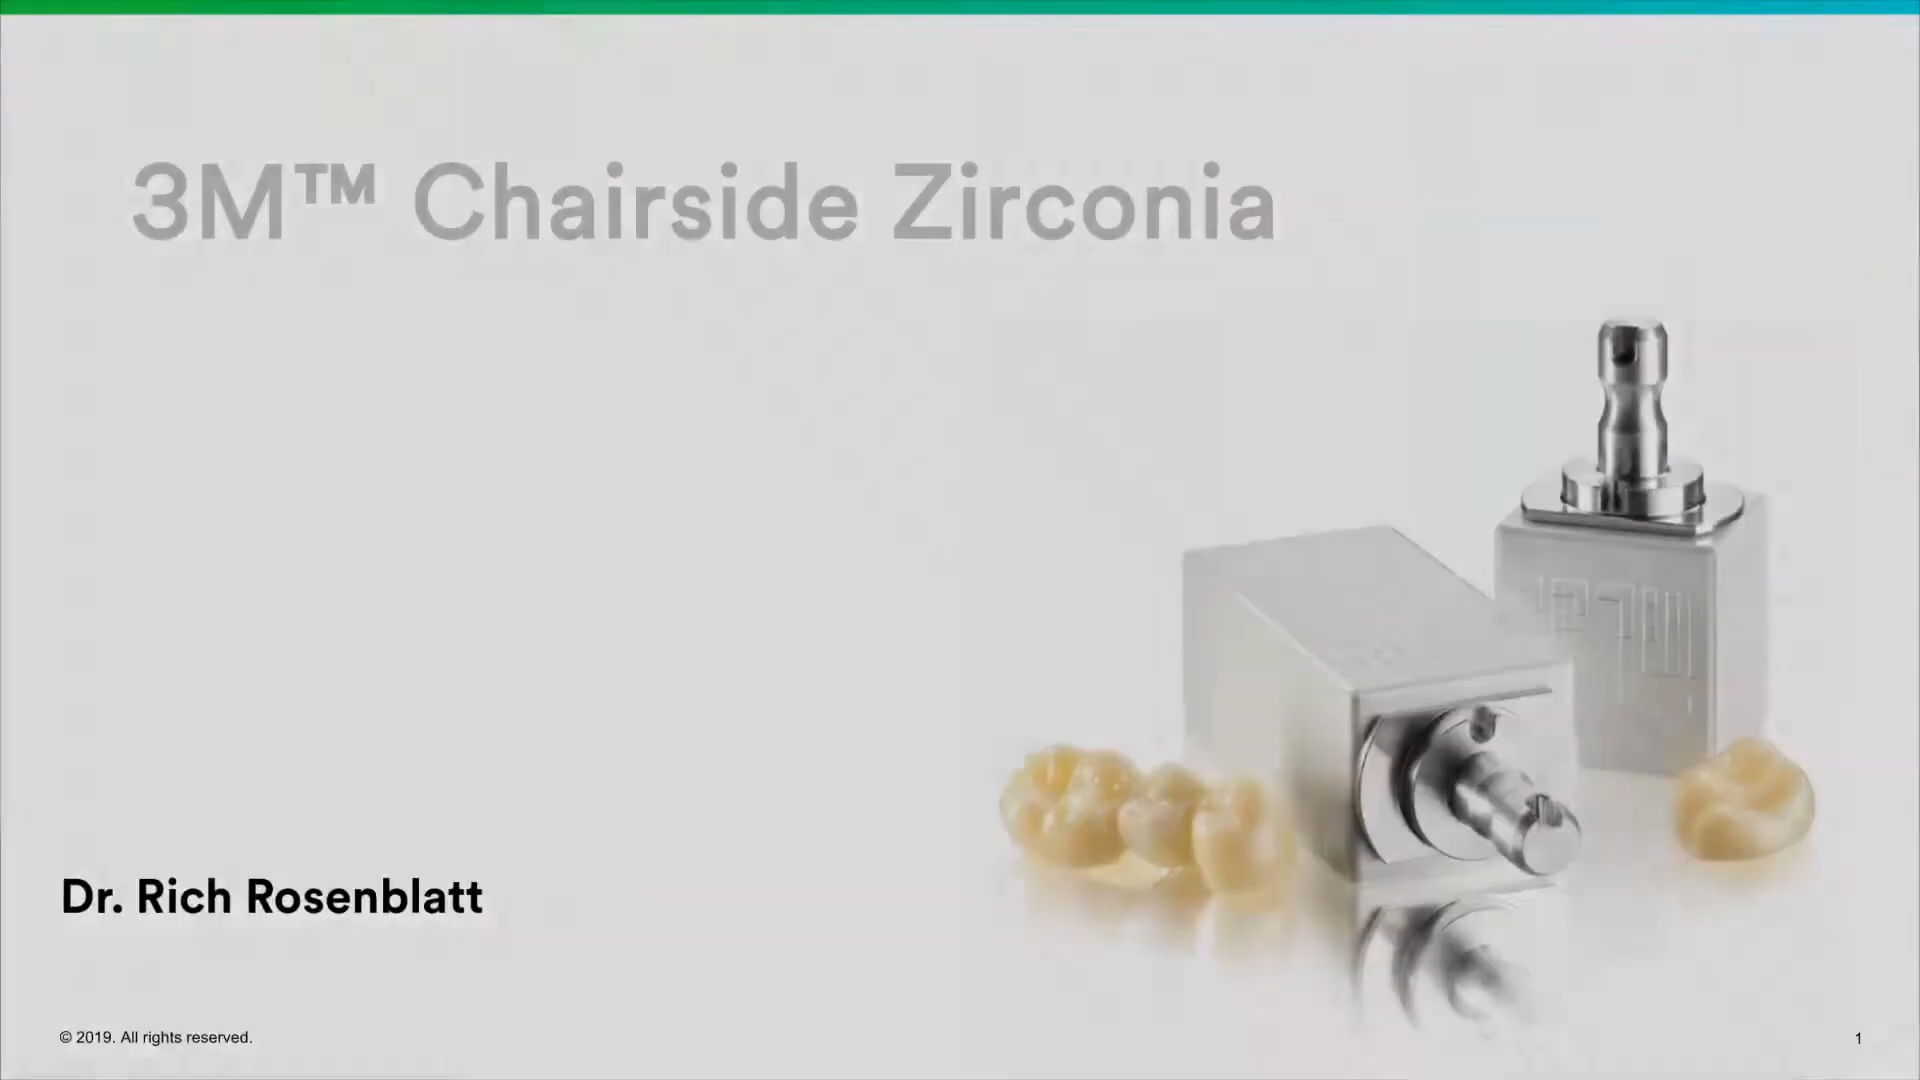 3M™ Chairside Zirconia
Dr. Rich Rosenblatt
© 2019. All rights reserved.
1